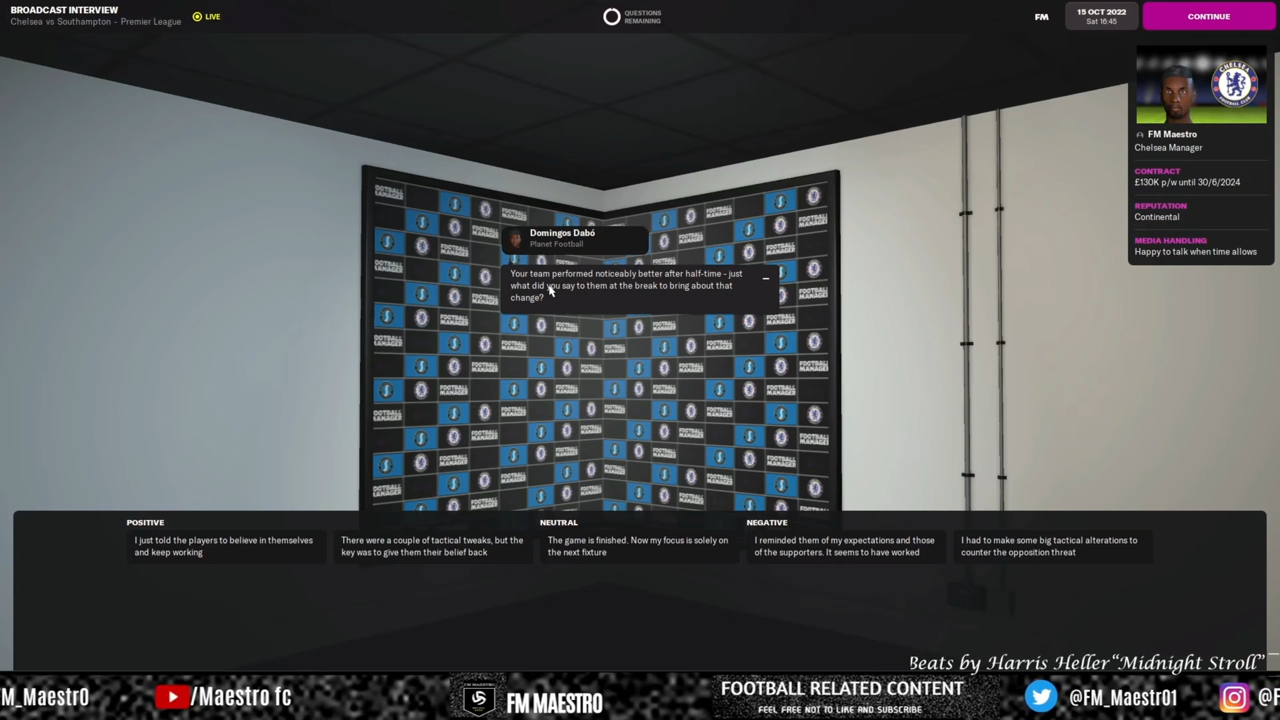 BROADCAST INTERVIEW
Chelsea vs Southampton - Premier League
LIVE
QUESTIONS
REMAINING
FM
15 OCT 2022
Sat 16:45
CONTINUE
CHELSEA
FOOTBALL CLUB
FM Maestro
Chelsea Manager
CONTRACT
£130K p/w until 30/6/2024
REPUTATION
Continental
MEDIA HANDLING
Happy to talk when time allows
FOOTBALL
MANAGER
Domingos Dabó
Planet Football
Your team performed noticeably better after half-time - just
what did you say to them at the break to bring about that
change?
POSITIVE
I just told the players to believe in themselves
and keep working
There were a couple of tactical tweaks, but the
key was to give them their belief back
NEUTRAL
The game is finished. Now my focus is solely on
the next fixture
NEGATIVE
I reminded them of my expectations and those
of the supporters. It seems to have worked
I had to make some big tactical alterations to
counter the opposition threat
Beats by Harris Heller “Midnight Stroll”
M_Maestr0
/Maestro fc
FM MAESTRO
FOOTBALL RELATED CONTENT
FEEL FREE NOT TO LIKE AND SUBSCRIBE
@FM_Maestr01
@F